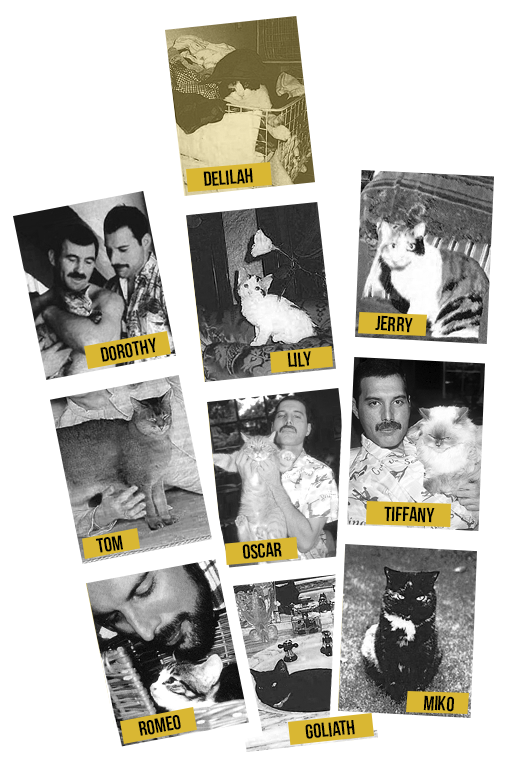 DELILAH
DOROTHY
LILY
JERRY
TOM
OSCAR
TIFFANY
ROMEO
GOLIATH
MIKO